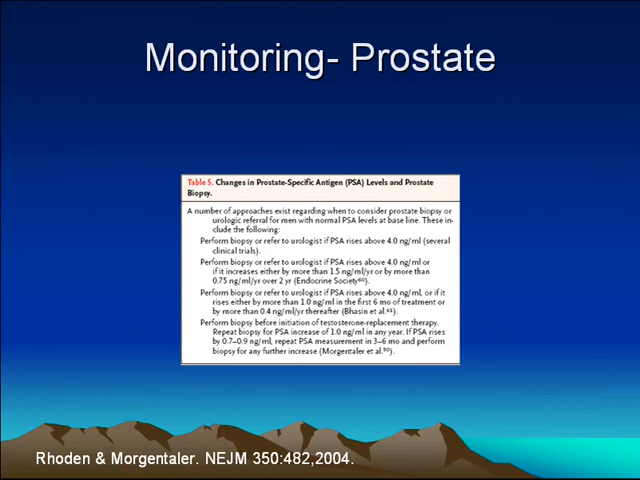 Monitoring- Prostate
Table 5. Changes in Prostate-Specific Antigen (PSA) Levels and Prostate
Biopsy.
A number of approaches exist regarding when to consider prostate biopsy or
urologic referral for men with normal PSA levels at base line. These in-
clude the following:
Perform biopsy or refer to urologist if PSA rises above 4.0 ng/ml (several
clinical trials).
Perform biopsy or refer to urologist if PSA rises above 4.0 ng/ml or
if it increases either by more than 1.5 ng/ml/yr or by more than
0.75 ng/ml/yr over 2 yr (Endocrine Society⁶⁰).
Perform biopsy or refer to urologist if PSA rises above 4.0 ng/ml, or if it
rises either by more than 1.0 ng/ml in the first 6 mo of treatment or
by more than 0.4 ng/ml/yr thereafter (Bhasin et al.⁶¹).
Perform biopsy before initiation of testosterone-replacement therapy.
Repeat biopsy for PSA increase of 1.0 ng/ml in any year. If PSA rises
by 0.7–0.9 ng/ml, repeat PSA measurement in 3–6 mo and perform
biopsy for any further increase (Morgentaler et al.⁵⁰).
Rhoden & Morgentaler. NEJM 350:482,2004.